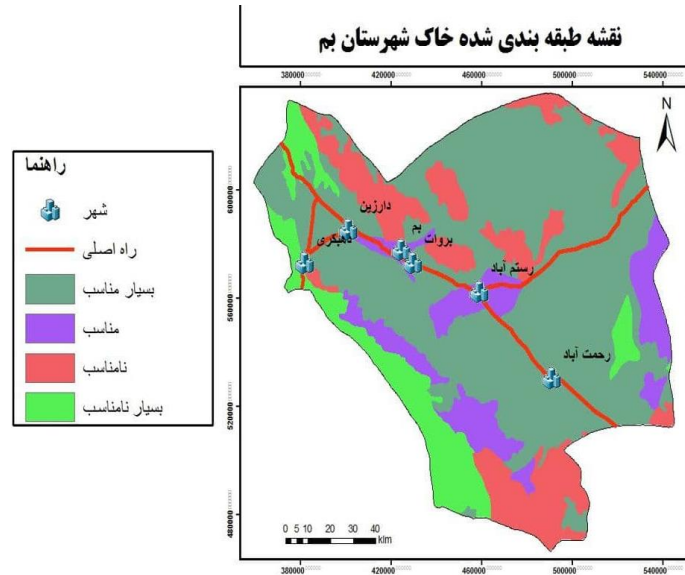 نقشه طبقه بندی شده خاک شهرستان بم
380000 420000 460000 500000 540000
N
راهنما
شهر
راه اصلی
بسیار مناسب
مناسب
نامناسب
بسیار نامناسب
600000
560000
520000
480000
دارزین
بم
بروات
دهبکری
رستم آباد
رحمت آباد
0 5 10 20 30 40
klm
380000 420000 460000 500000 540000